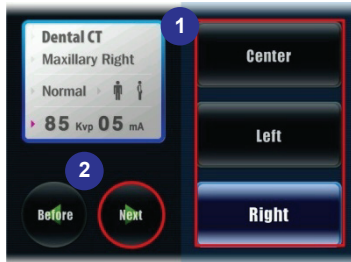 Dental CT
Maxillary Right
Normal
85 Kvp 05 mA
1
Center
Left
Right
2
Before
Next